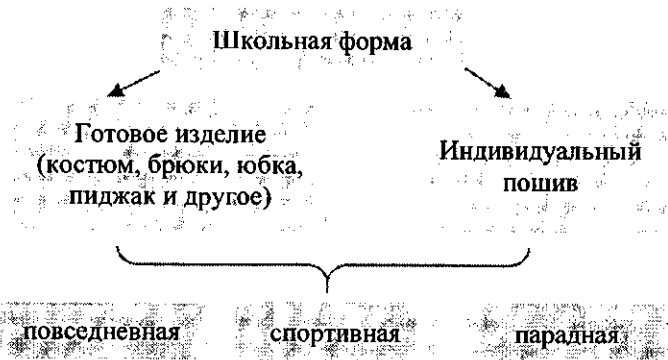 Школьная форма
Готовое изделие
(костюм, брюки, юбка,
пиджак и другое)
Индивидуальный
пошив
повседневная
спортивная
парадная